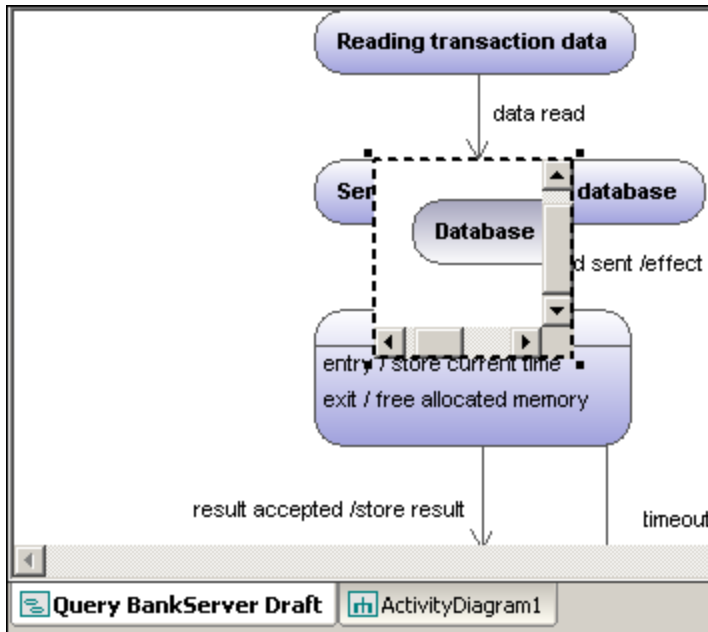 Reading transaction data
data read
database
Database
d sent /effect
entry / store current time
exit / free allocated memory
result accepted /store result
timeout
Query BankServer Draft
ActivityDiagram1